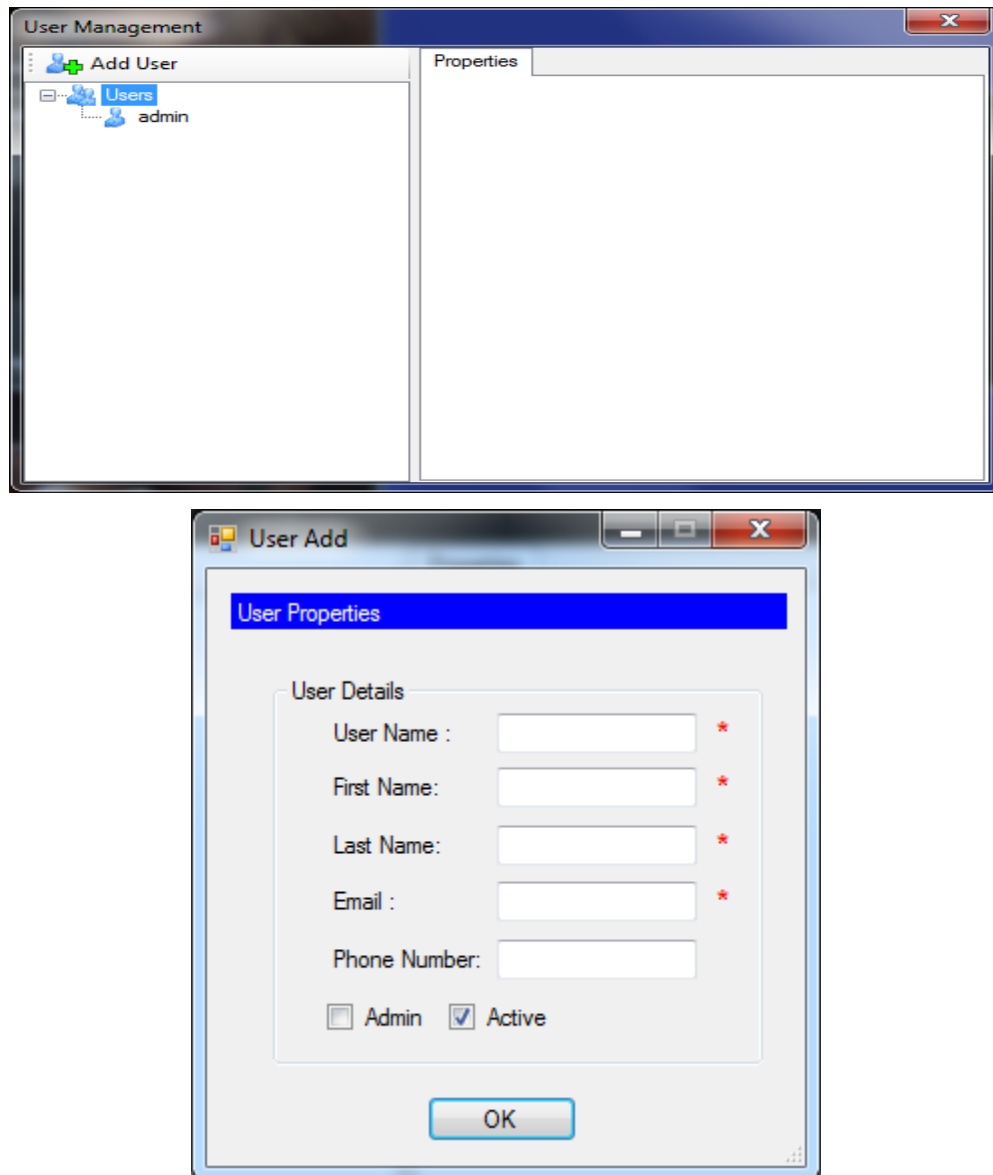 User Management
Add User
Properties
Users
admin
User Add
User Properties
User Details
User Name : *
First Name: *
Last Name: *
Email : *
Phone Number:
Admin Active
OK